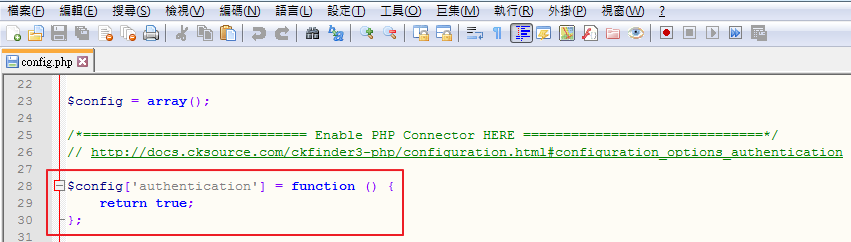 檔案(F) 編輯(E) 搜尋(S) 檢視(V) 編碼(N) 語言(L) 設定(T) 工具(O) 巨集(M) 執行(R) 外掛(P) 視窗(W) ?
config.php
22
23 $config = array();
24
25 /*============================ Enable PHP Connector HERE ==============================*/
26 // http://docs.cksource.com/ckfinder3-php/configuration.html#configuration_options_authentication
27
28 $config['authentication'] = function () {
29 return true;
30 };
31